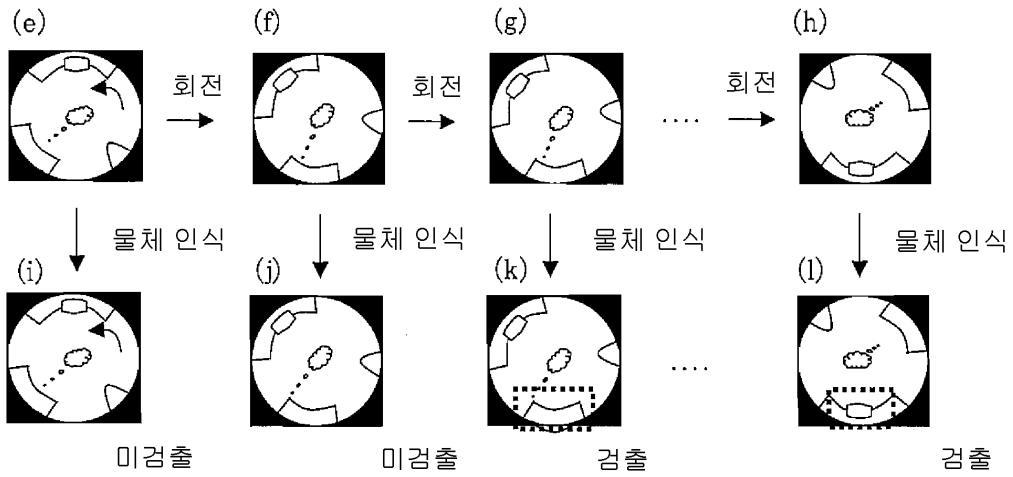 (e) (f) (g) (h)
회전 회전 ···· 회전
물체 인식 물체 인식 물체 인식 물체 인식
(i) (j) (k) (l)
····
미검출 미검출 검출 검출